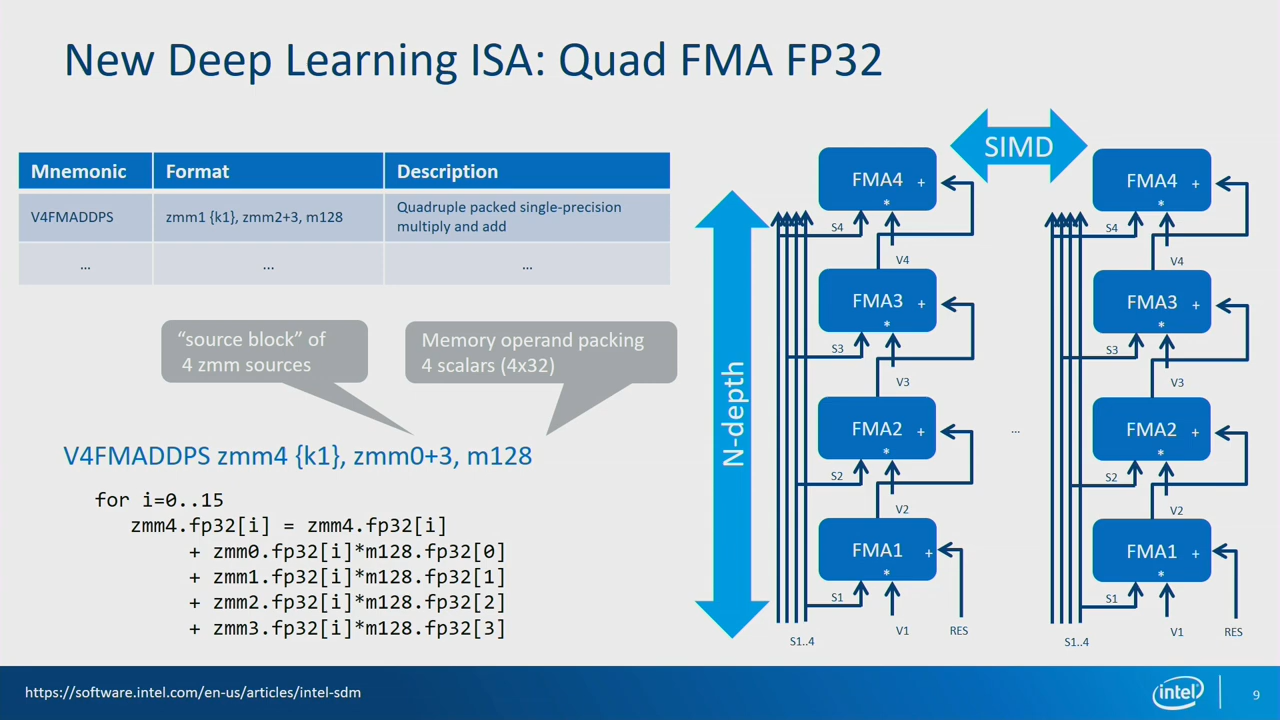 New Deep Learning ISA: Quad FMA FP32
Mnemonic Format Description
V4FMADDPS zmm1 {k1}, zmm2+3, m128 Quadruple packed single-precision
multiply and add
... ... ...
“source block” of
4 zmm sources
Memory operand packing
4 scalars (4x32)
V4FMADDPS zmm4 {k1}, zmm0+3, m128
for i=0..15
zmm4.fp32[i] = zmm4.fp32[i]
+ zmm0.fp32[i]*m128.fp32[0]
+ zmm1.fp32[i]*m128.fp32[1]
+ zmm2.fp32[i]*m128.fp32[2]
+ zmm3.fp32[i]*m128.fp32[3]
N-depth
SIMD
FMA4 +
*
S4
V4
FMA3 +
*
S3
V3
FMA2 +
*
S2
V2
FMA1 +
*
S1
V1
RES
S1..4
...
FMA4 +
*
S4
V4
FMA3 +
*
S3
V3
FMA2 +
*
S2
V2
FMA1 +
*
S1
V1
RES
S1..4
https://software.intel.com/en-us/articles/intel-sdm
intel
9